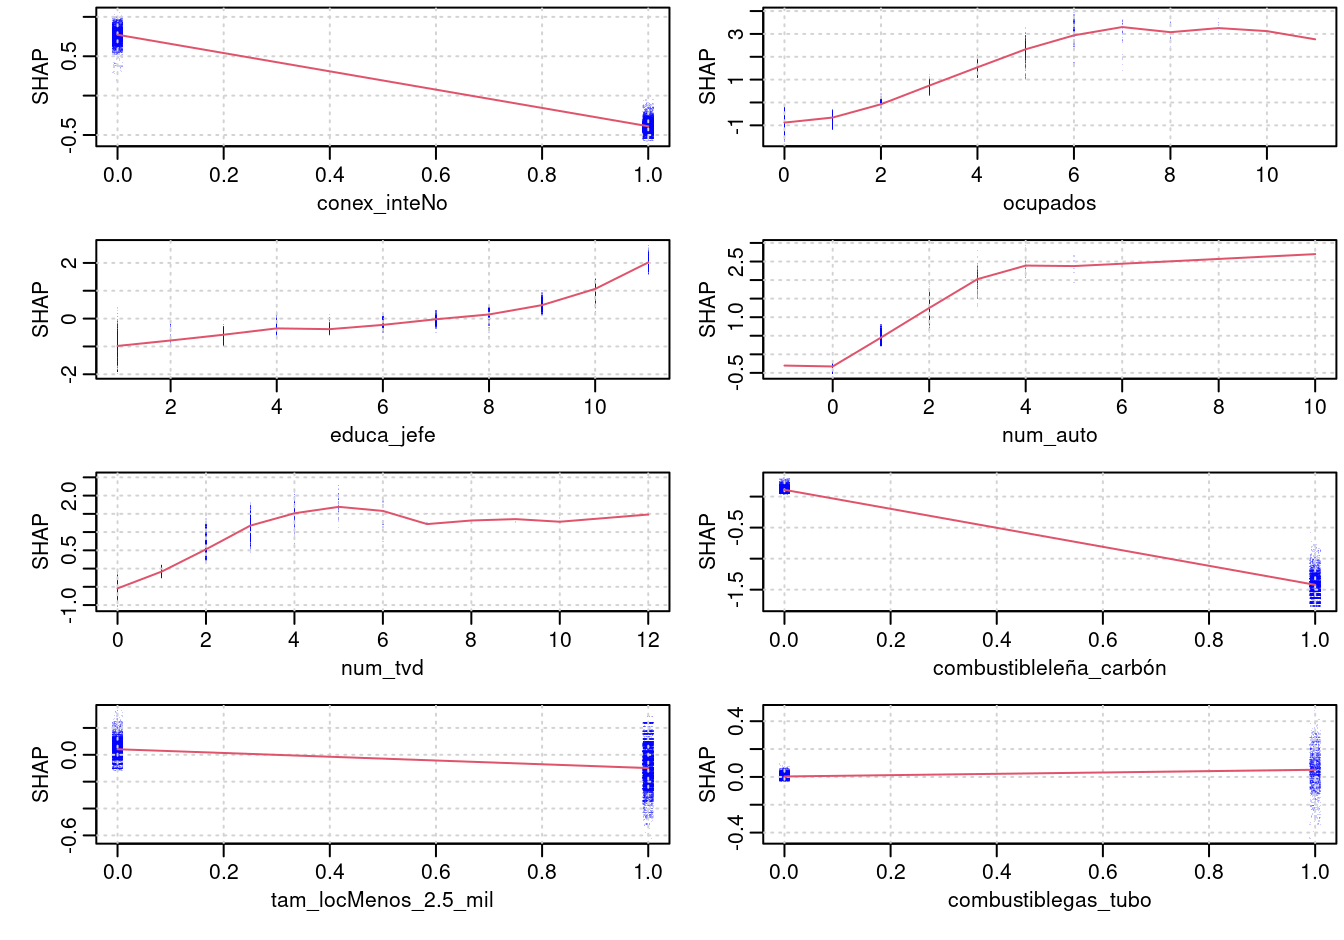 SHAP
0.5
-0.5
0.0 0.2 0.4 0.6 0.8 1.0
conex_inteNo
SHAP
3
1
-1
0 2 4 6 8 10
ocupados
SHAP
2
0
-2
2 4 6 8 10
educa_jefe
SHAP
2.5
1.0
-0.5
0 2 4 6 8 10
num_auto
SHAP
2.0
0.5
-1.0
0 2 4 6 8 10 12
num_tvd
SHAP
-0.5
-1.5
0.0 0.2 0.4 0.6 0.8 1.0
combustibleleña_carbón
SHAP
0.0
-0.6
0.0 0.2 0.4 0.6 0.8 1.0
tam_locMenos_2.5_mil
SHAP
0.4
0.0
-0.4
0.0 0.2 0.4 0.6 0.8 1.0
combustiblegas_tubo